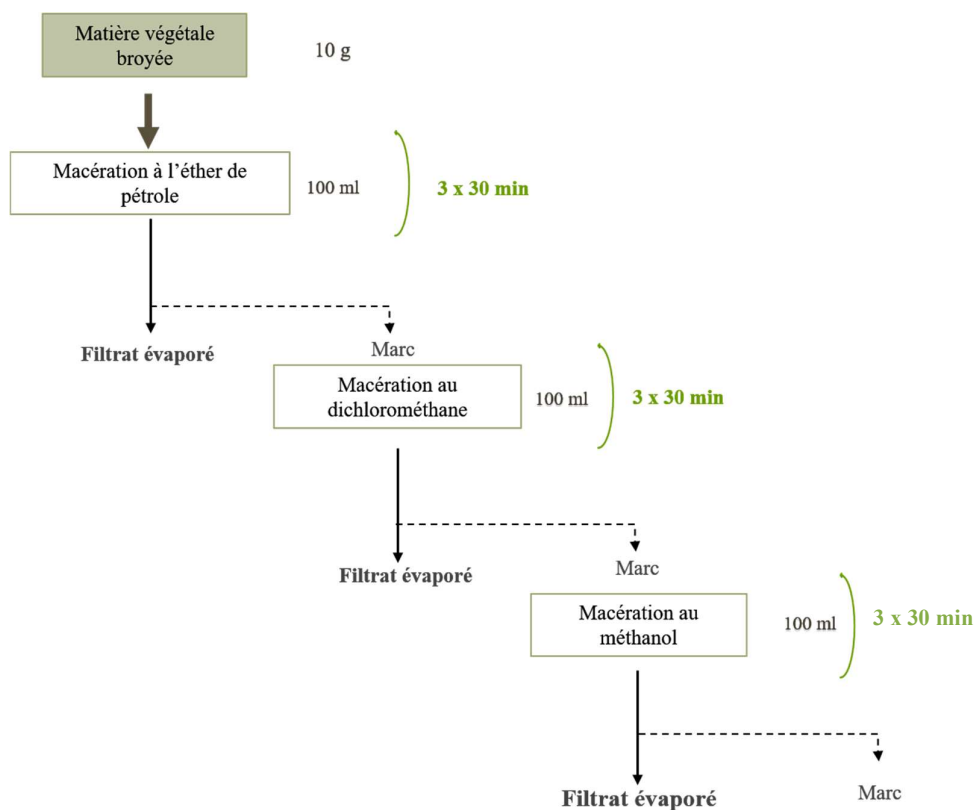 Matière végétale
broyée
10 g
Macération à l’éther de
pétrole
100 ml
3 x 30 min
Filtrat évaporé
Marc
Macération au
dichlorométhane
100 ml
3 x 30 min
Filtrat évaporé
Marc
Macération au
méthanol
100 ml
3 x 30 min
Filtrat évaporé
Marc